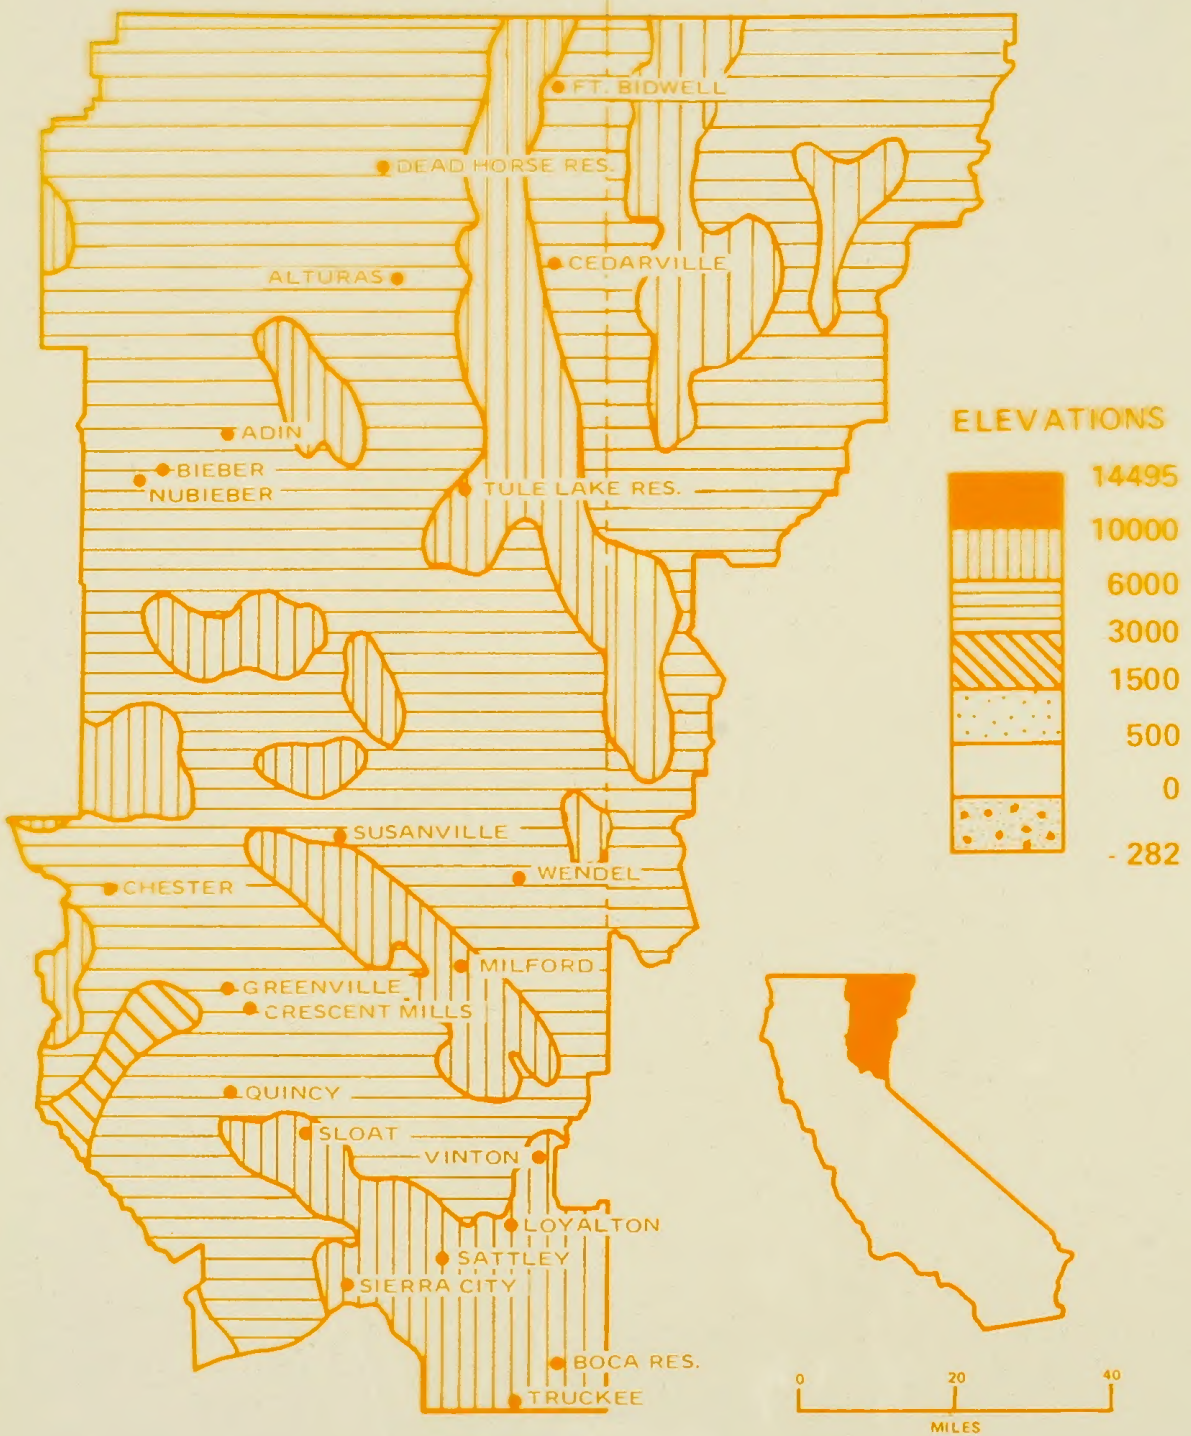 FT. BIDWELL
DEAD HORSE RES.
CEDARVILLE
ALTURAS
ADIN
BIEBER
NUBIEBER
TULE LAKE RES.
SUSANVILLE
WENDEL
CHESTER
MILFORD
GREENVILLE
CRESCENT MILLS
QUINCY
SLOAT
VINTON
LOYALTON
SATTLEY
SIERRA CITY
BOCA RES.
TRUCKEE
ELEVATIONS
14495
10000
6000
3000
1500
500
0
- 282
0 20 40
MILES